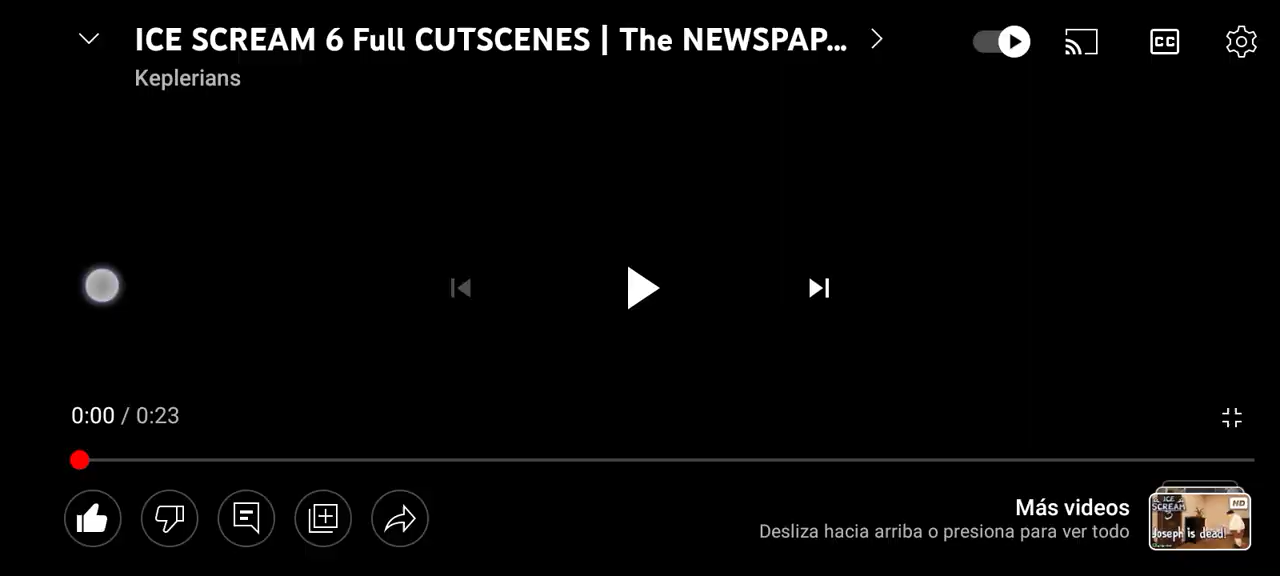 ICE SCREAM 6 Full CUTSCENES | The NEWSPAP...
Keplerians
CC
0:00 / 0:23
Más videos
Desliza hacia arriba o presiona para ver todo
ICE
SCREAM
HD
Joseph is dead!